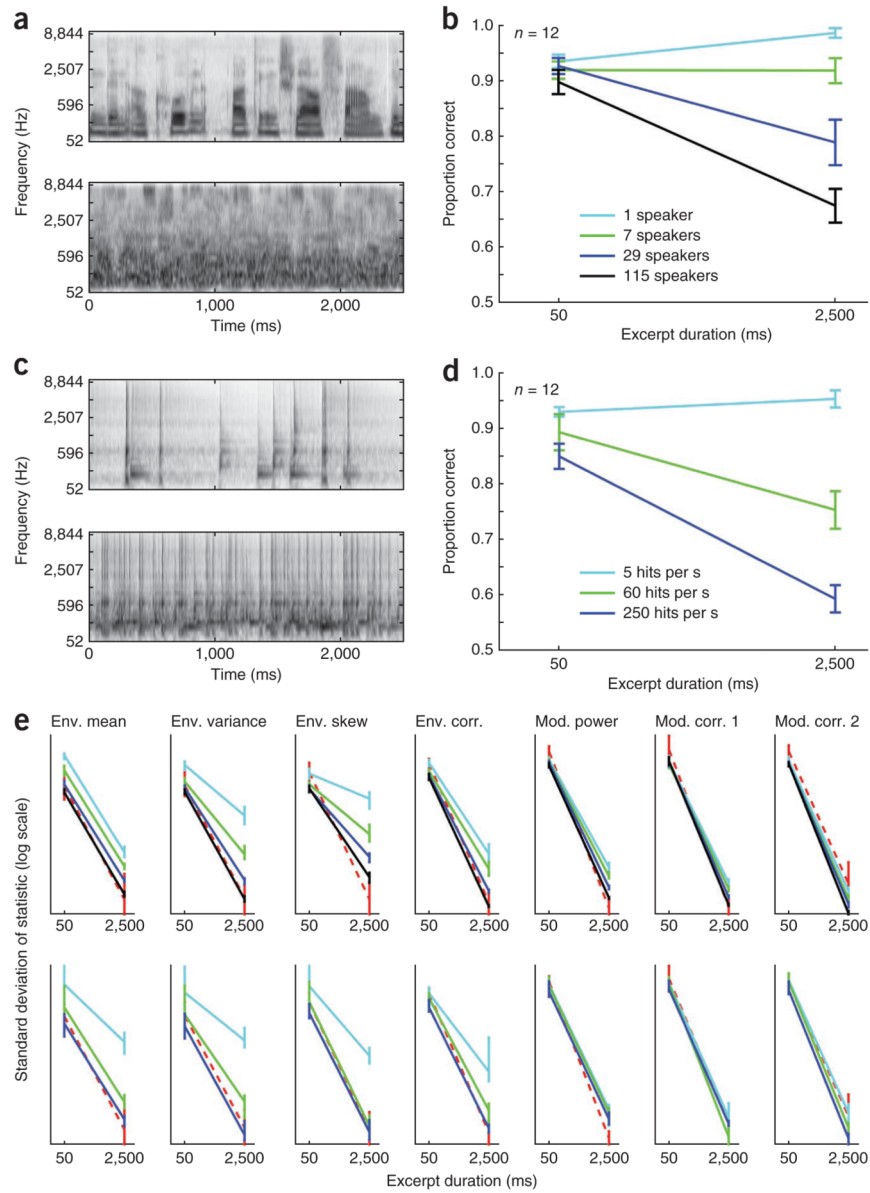 a
Frequency (Hz)
8,844
2,507
596
52
8,844
2,507
596
52
0
1,000
2,000
Time (ms)
b
n = 12
Proportion correct
1.0
0.9
0.8
0.7
0.6
0.5
1 speaker
7 speakers
29 speakers
115 speakers
50
2,500
Excerpt duration (ms)
c
Frequency (Hz)
8,844
2,507
596
52
8,844
2,507
596
52
0
1,000
2,000
Time (ms)
d
n = 12
Proportion correct
1.0
0.9
0.8
0.7
0.6
0.5
5 hits per s
60 hits per s
250 hits per s
50
2,500
Excerpt duration (ms)
e
Standard deviation of statistic (log scale)
Env. mean
Env. variance
Env. skew
Env. corr.
Mod. power
Mod. corr. 1
Mod. corr. 2
50 2,500
50 2,500
50 2,500
50 2,500
50 2,500
50 2,500
50 2,500
50 2,500
50 2,500
50 2,500
50 2,500
50 2,500
50 2,500
50 2,500
Excerpt duration (ms)